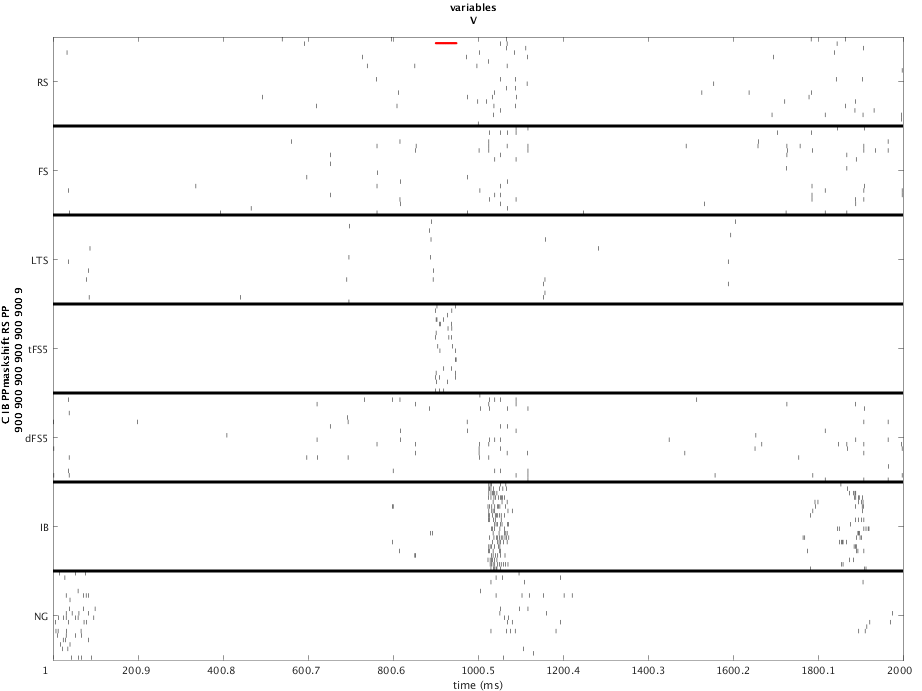 variables
V
RS
FS
LTS
tFS5
dFS5
IB
NG
C IB PPmaskshift RS PP
900 900 900 900 900 900 9
1
200.9
400.8
600.7
800.6
1000.5
1200.4
1400.3
1600.2
1800.1
2000
time (ms)